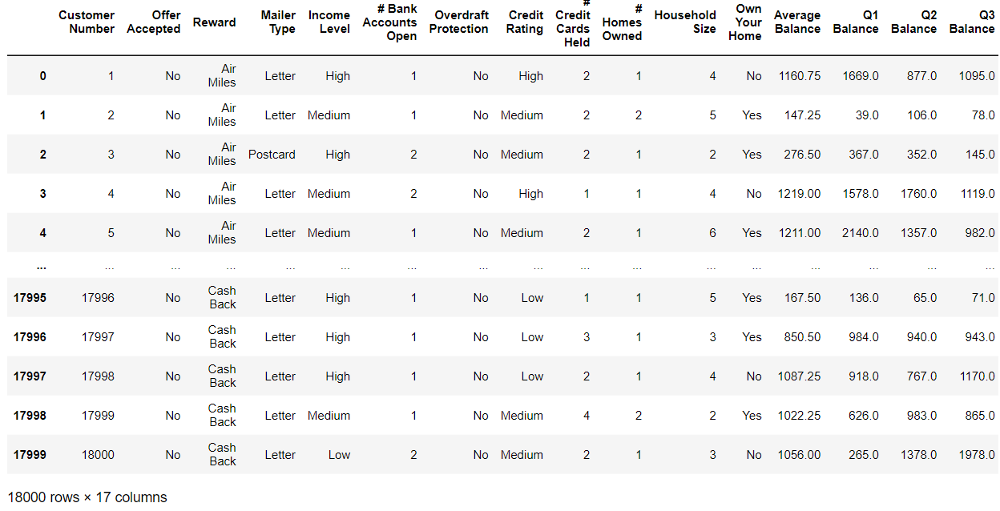 Customer Number Offer Accepted Reward Mailer Type Income Level # Bank Accounts Open Overdraft Protection Credit Rating # Credit Cards Held # Homes Owned Household Size Own Your Home Average Balance Q1 Balance Q2 Balance Q3 Balance
0 1 No Air Miles Letter High 1 No High 2 1 4 No 1160.75 1669.0 877.0 1095.0
1 2 No Air Miles Letter Medium 1 No Medium 2 2 5 Yes 147.25 39.0 106.0 78.0
2 3 No Air Miles Postcard High 2 No Medium 2 1 2 Yes 276.50 367.0 352.0 145.0
3 4 No Air Miles Letter Medium 2 No High 1 1 4 No 1219.00 1578.0 1760.0 1119.0
4 5 No Air Miles Letter Medium 1 No Medium 2 1 6 Yes 1211.00 2140.0 1357.0 982.0
... ... ... ... ... ... ... ... ... ... ... ... ... ... ... ... ...
17995 17996 No Cash Back Letter High 1 No Low 1 1 5 Yes 167.50 136.0 65.0 71.0
17996 17997 No Cash Back Letter High 1 No Low 3 1 3 Yes 850.50 984.0 940.0 943.0
17997 17998 No Cash Back Letter High 1 No Low 2 1 4 No 1087.25 918.0 767.0 1170.0
17998 17999 No Cash Back Letter Medium 1 No Medium 4 2 2 Yes 1022.25 626.0 983.0 865.0
17999 18000 No Cash Back Letter Low 2 No Medium 2 1 3 No 1056.00 265.0 1378.0 1978.0
18000 rows × 17 columns